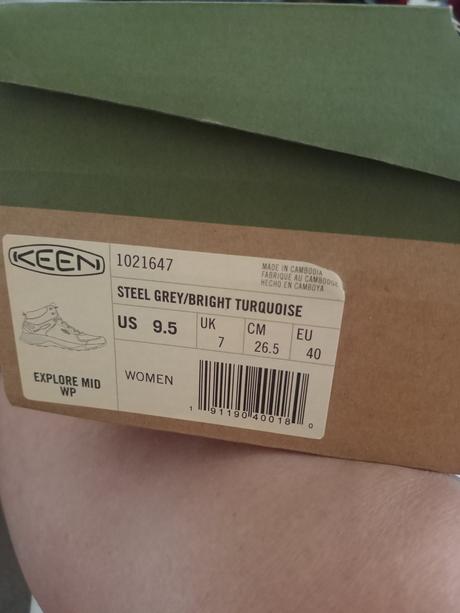 KEEN
1021647
MADE IN CAMBODIA
FABRIQUÉ AU CAMBODGE
HECHO EN CAMBOYA
STEEL GREY/BRIGHT TURQUOISE
US 9.5
UK 7
CM 26.5
EU 40
EXPLORE MID
WP
WOMEN
1 91190 40018 0